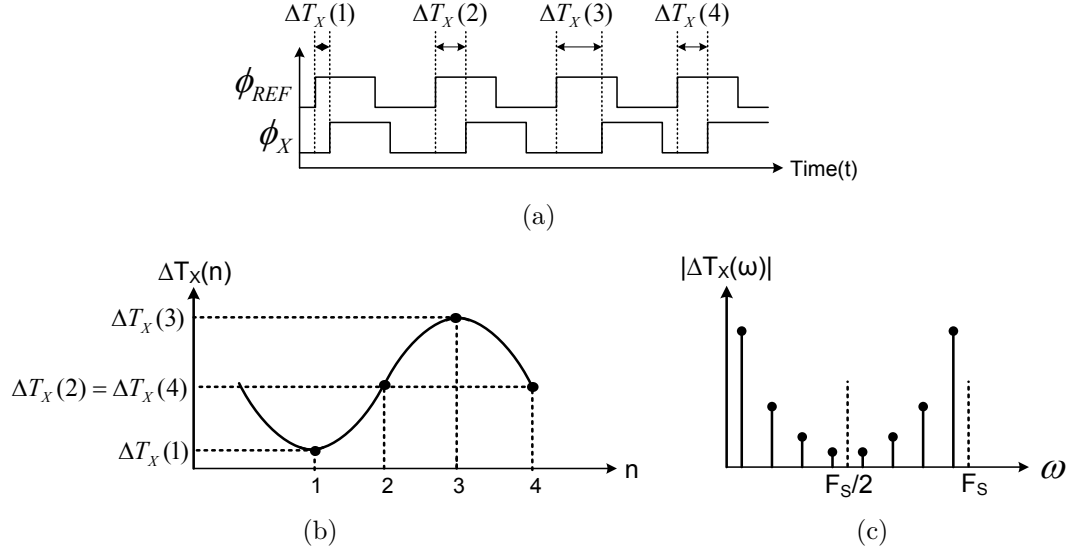 ΔT_X(1) ΔT_X(2) ΔT_X(3) ΔT_X(4)
ϕ_REF
ϕ_X
Time(t)
(a)
ΔT_X(n)
ΔT_X(3)
ΔT_X(2) = ΔT_X(4)
ΔT_X(1)
1 2 3 4
n
(b)
|ΔT_X(ω)|
F_S/2 F_S
ω
(c)